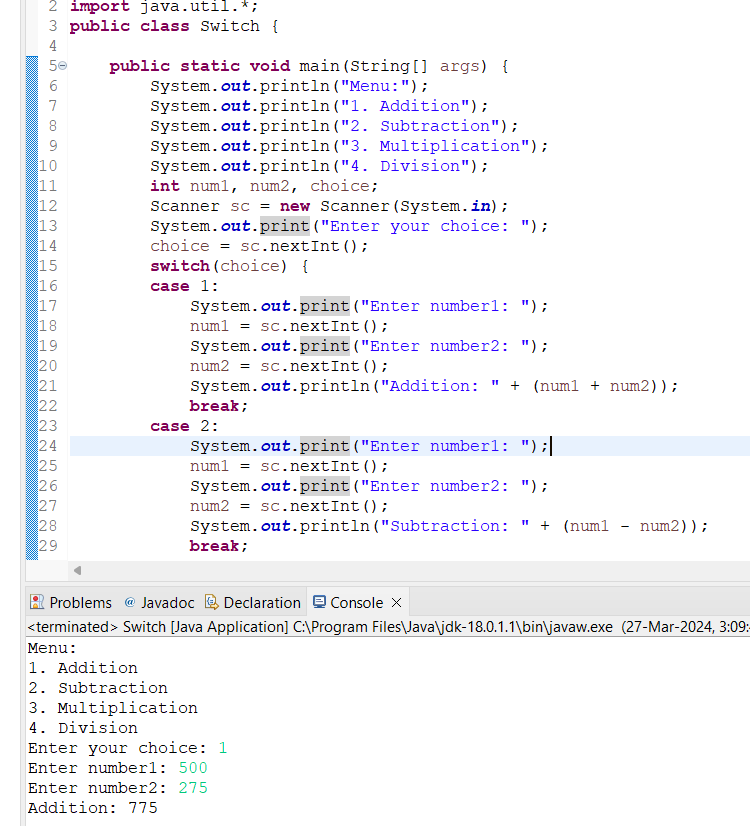 2 import java.util.*;
3 public class Switch {
4
5 public static void main(String[] args) {
6 System.out.println("Menu:");
7 System.out.println("1. Addition");
8 System.out.println("2. Subtraction");
9 System.out.println("3. Multiplication");
10 System.out.println("4. Division");
11 int num1, num2, choice;
12 Scanner sc = new Scanner(System.in);
13 System.out.print("Enter your choice: ");
14 choice = sc.nextInt();
15 switch(choice) {
16 case 1:
17 System.out.print("Enter number1: ");
18 num1 = sc.nextInt();
19 System.out.print("Enter number2: ");
20 num2 = sc.nextInt();
21 System.out.println("Addition: " + (num1 + num2));
22 break;
23 case 2:
24 System.out.print("Enter number1: ");
25 num1 = sc.nextInt();
26 System.out.print("Enter number2: ");
27 num2 = sc.nextInt();
28 System.out.println("Subtraction: " + (num1 - num2));
29 break;
Problems @ Javadoc Declaration Console
<terminated> Switch [Java Application] C:\Program Files\Java\jdk-18.0.1.1\bin\javaw.exe (27-Mar-2024, 3:09:
Menu:
1. Addition
2. Subtraction
3. Multiplication
4. Division
Enter your choice: 1
Enter number1: 500
Enter number2: 275
Addition: 775